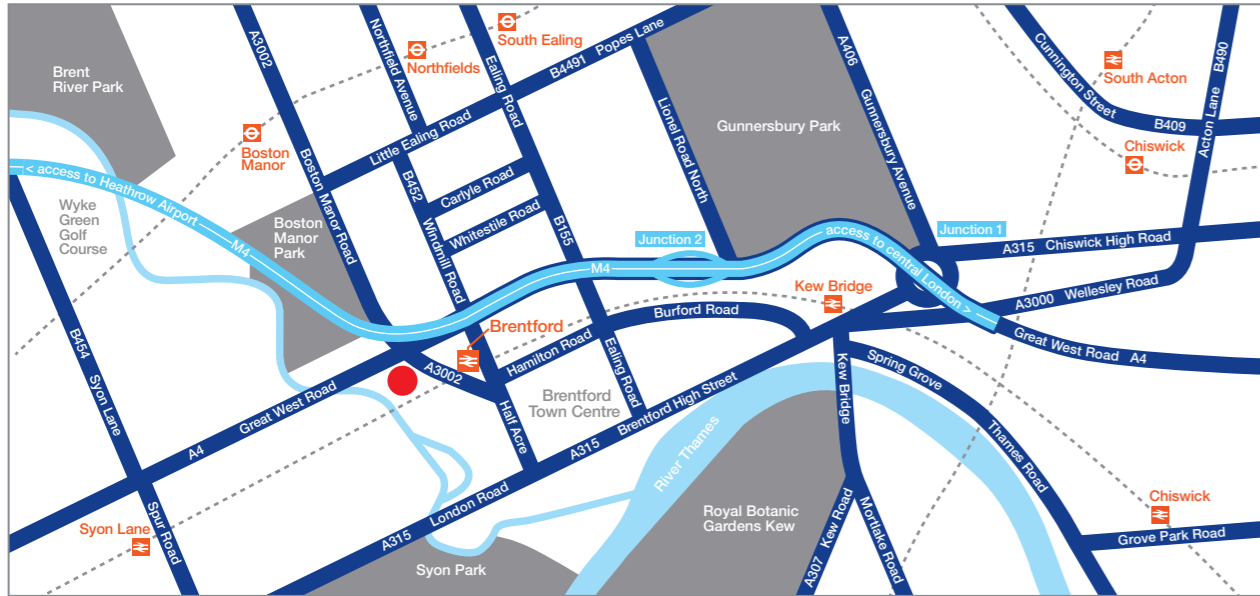 A3002
Northfield Avenue
South Ealing
Northfields
Ealing Road
B4491 Popes Lane
A406
Gunnersbury Avenue
Cunnington Street
South Acton
B490
Acton Lane
B409
Chiswick
Brent
River Park
Boston
Manor
Boston Manor Road
Little Ealing Road
Lionel Road North
Gunnersbury Park
< access to Heathrow Airport
M4
Wyke
Green
Golf
Course
Boston
Manor
Park
B452
Windmill Road
Carlyle Road
Whitestile Road
B155
Junction 2
M4
access to central London >
Junction 1
A315 Chiswick High Road
A3000 Wellesley Road
Great West Road A4
Kew Bridge
Brentford
Burford Road
Hamilton Road
Ealing Road
A3002
B454
Syon Lane
A4
Great West Road
Brentford
Town Centre
Half Acre
A315
Brentford High Street
Kew Bridge
Spring Grove
Thames Road
River Thames
Syon Lane
Spur Road
A315
London Road
Syon Park
Royal Botanic
Gardens Kew
A307 Kew Road
Mortlake Road
Chiswick
Grove Park Road